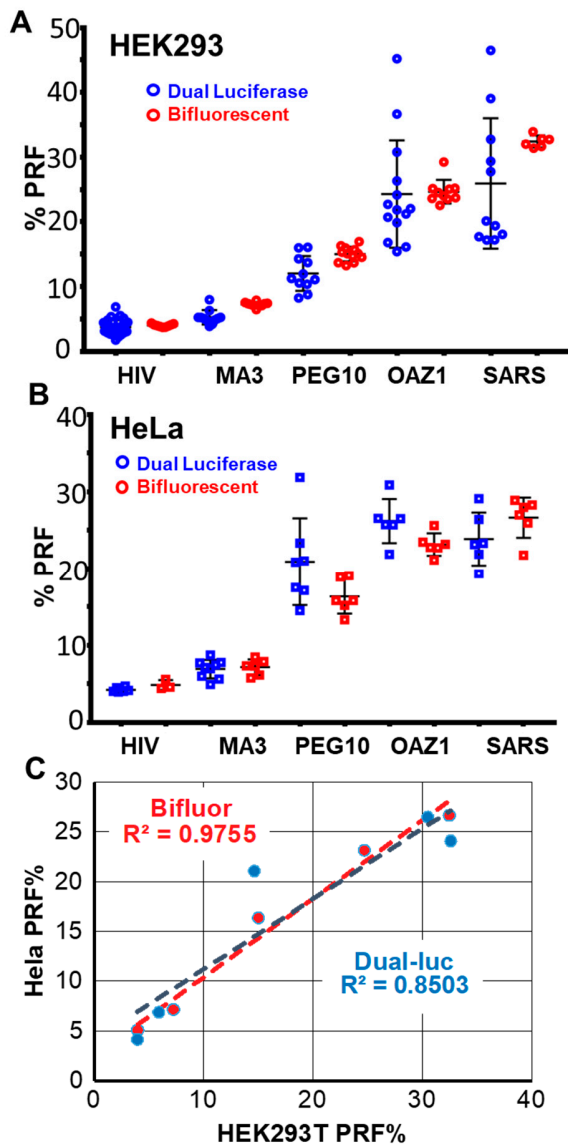 A
HEK293
Dual Luciferase
Bifluorescent
50
40
30
20
10
0
% PRF
HIV MA3 PEG10 OAZ1 SARS
B
HeLa
Dual Luciferase
Bifluorescent
40
30
20
10
0
% PRF
HIV MA3 PEG10 OAZ1 SARS
C
30
25
20
15
10
5
0
Hela PRF%
Bifluor
R² = 0.9755
Dual-luc
R² = 0.8503
0 10 20 30 40
HEK293T PRF%